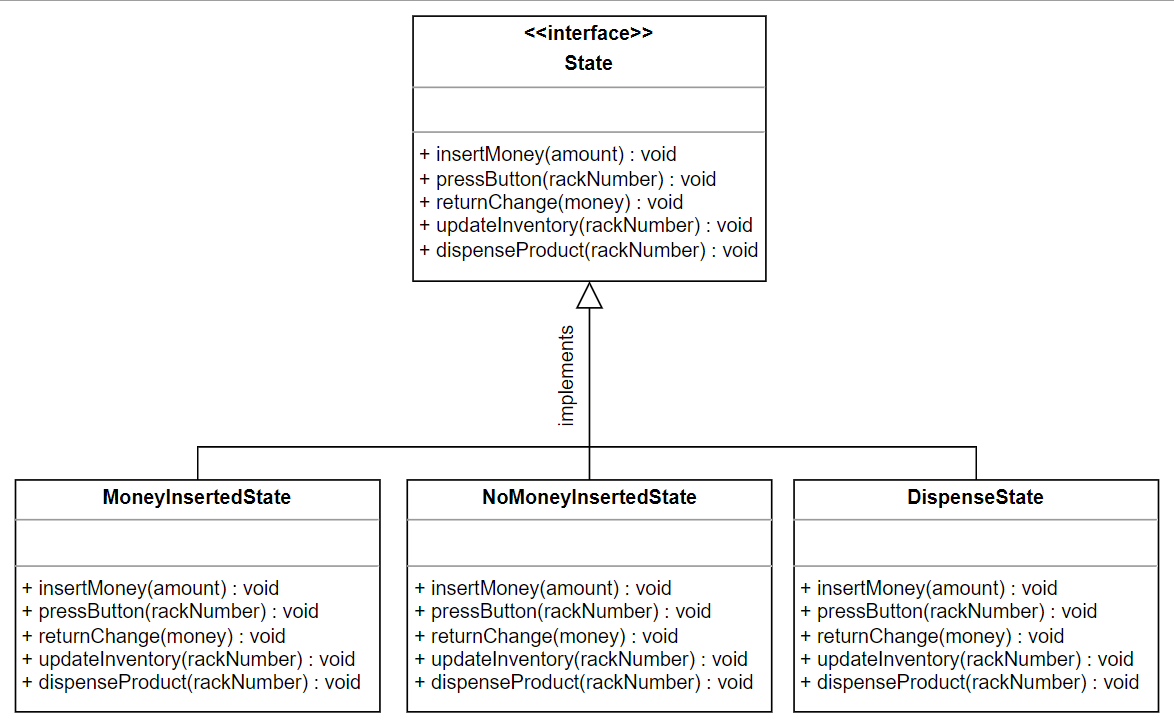 <<interface>>
State
+ insertMoney(amount) : void
+ pressButton(rackNumber) : void
+ returnChange(money) : void
+ updateInventory(rackNumber) : void
+ dispenseProduct(rackNumber) : void
implements
MoneyInsertedState
+ insertMoney(amount) : void
+ pressButton(rackNumber) : void
+ returnChange(money) : void
+ updateInventory(rackNumber) : void
+ dispenseProduct(rackNumber) : void
NoMoneyInsertedState
+ insertMoney(amount) : void
+ pressButton(rackNumber) : void
+ returnChange(money) : void
+ updateInventory(rackNumber) : void
+ dispenseProduct(rackNumber) : void
DispenseState
+ insertMoney(amount) : void
+ pressButton(rackNumber) : void
+ returnChange(money) : void
+ updateInventory(rackNumber) : void
+ dispenseProduct(rackNumber) : void